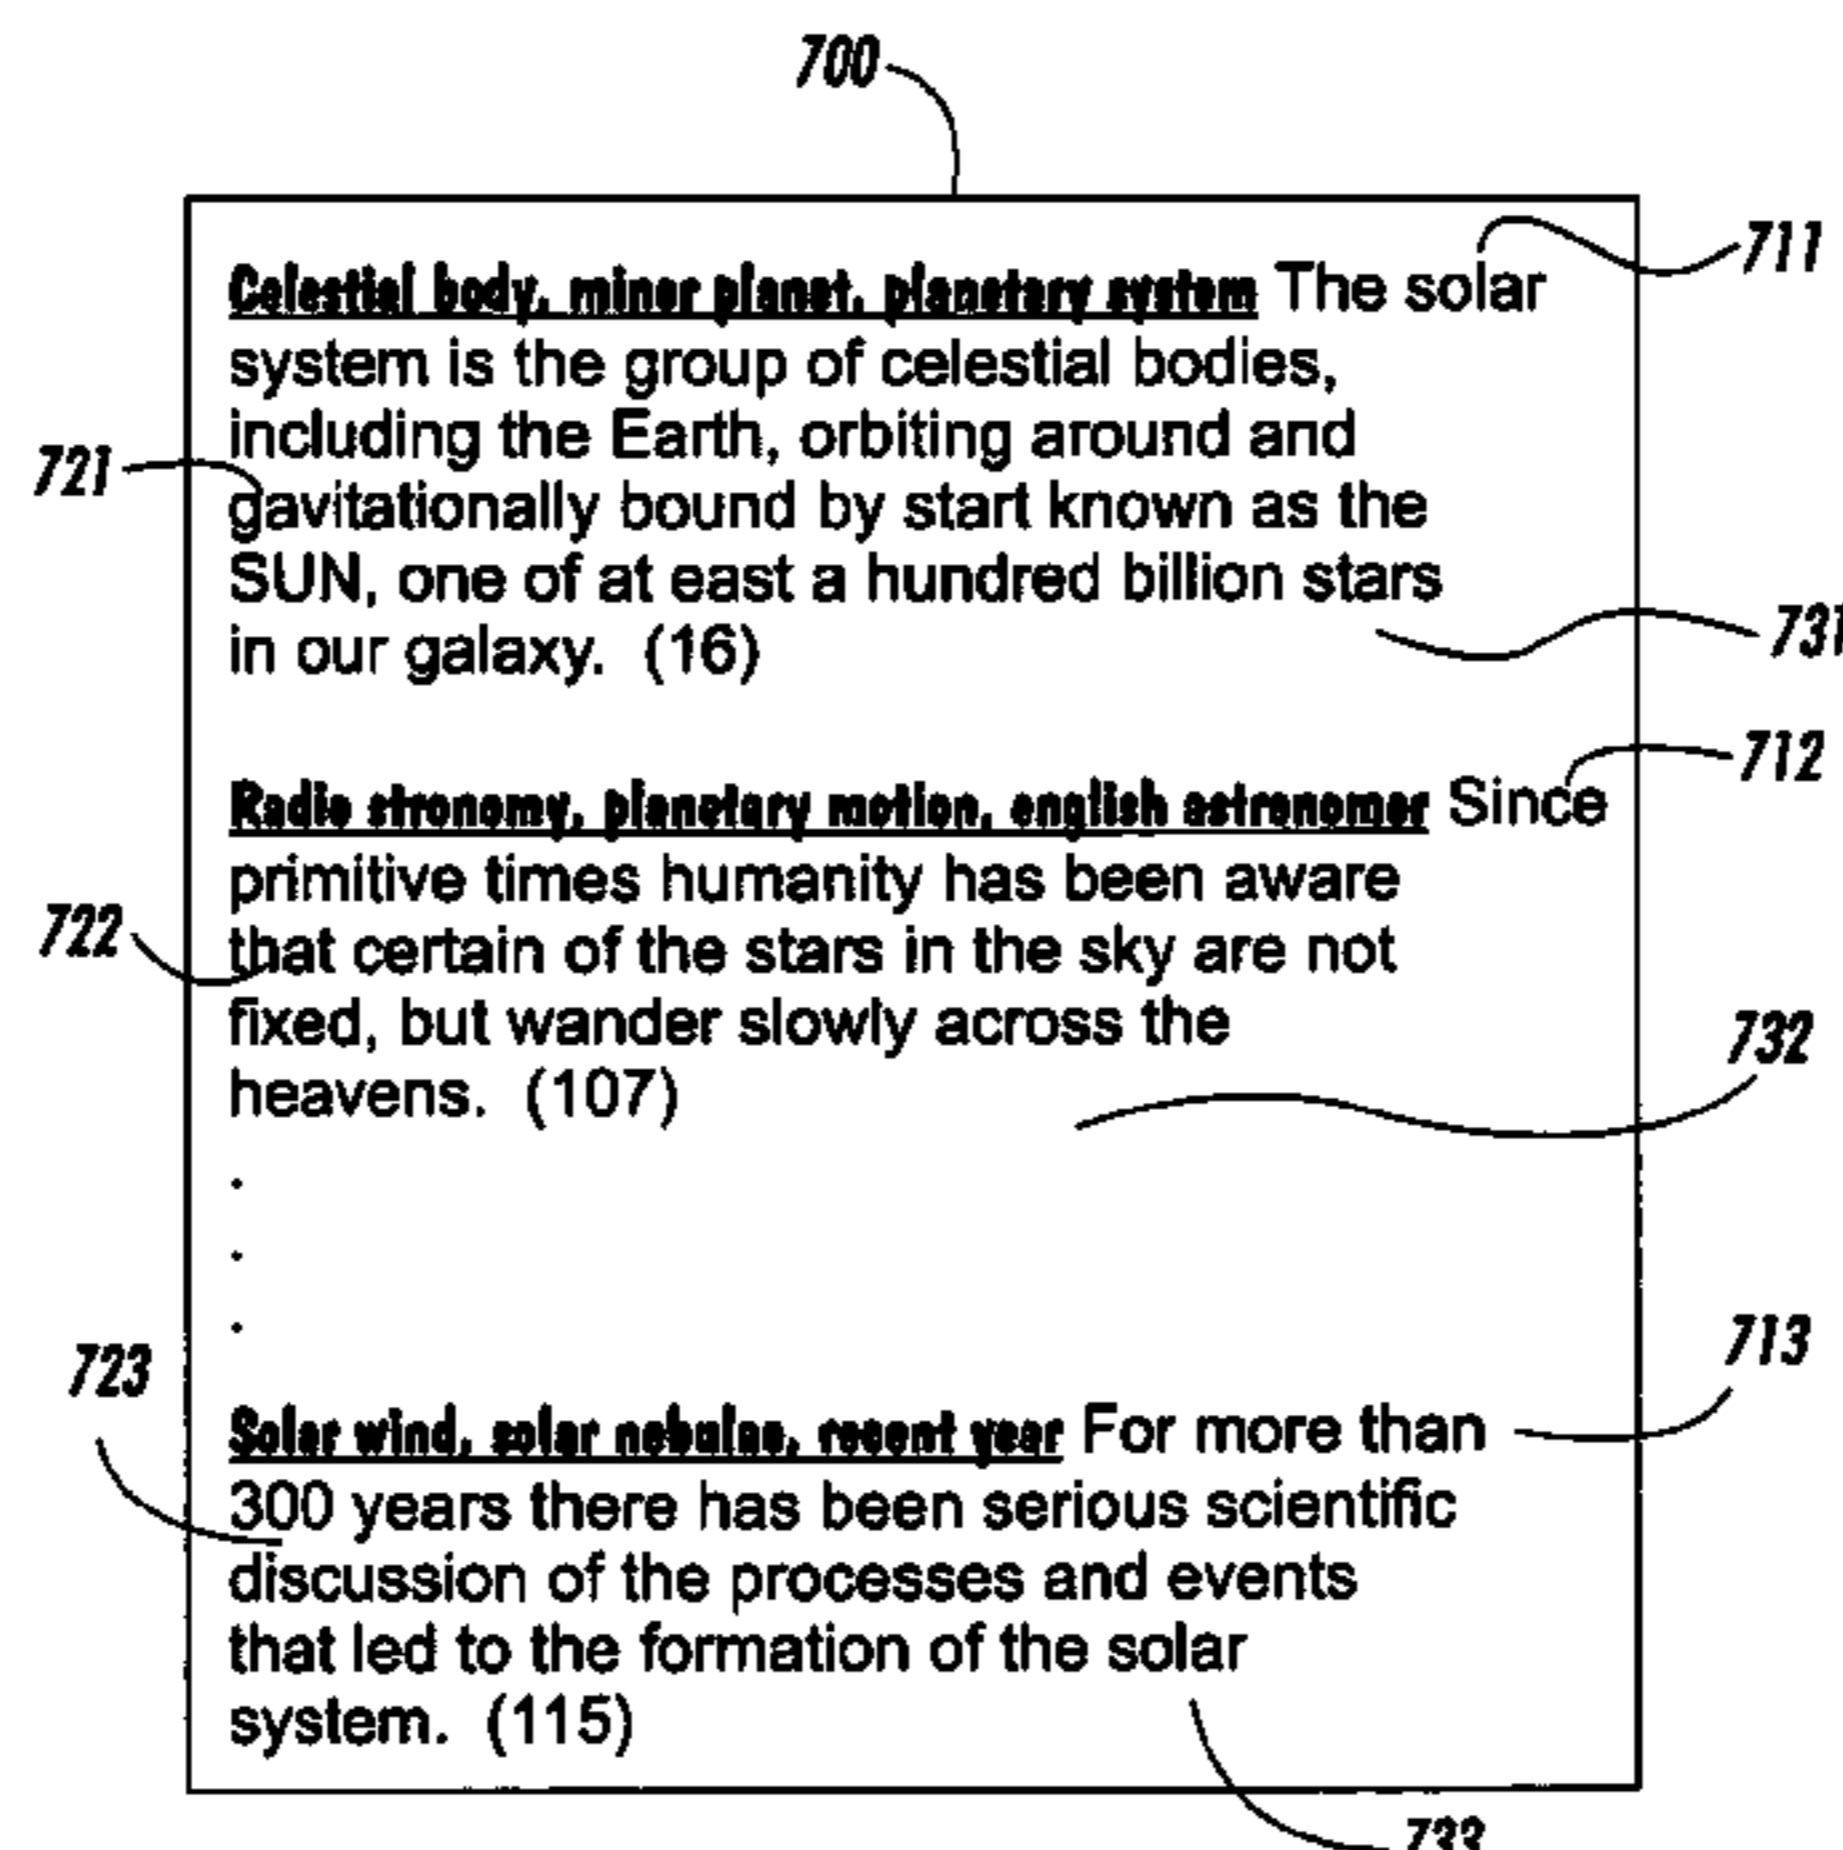 700
Celestial body, minor planet, planetary system The solar
711
system is the group of celestial bodies,
including the Earth, orbiting around and
721
gavitationally bound by start known as the
SUN, one of at east a hundred billion stars
in our galaxy. (16)
731
712
Radio stronomy, planetary motion, english astronomer Since
primitive times humanity has been aware
722
that certain of the stars in the sky are not
fixed, but wander slowly across the
732
heavens. (107)
.
.
.
713
723
Solar wind, solar nebulae, recent year For more than
300 years there has been serious scientific
discussion of the processes and events
that led to the formation of the solar
system. (115)
733